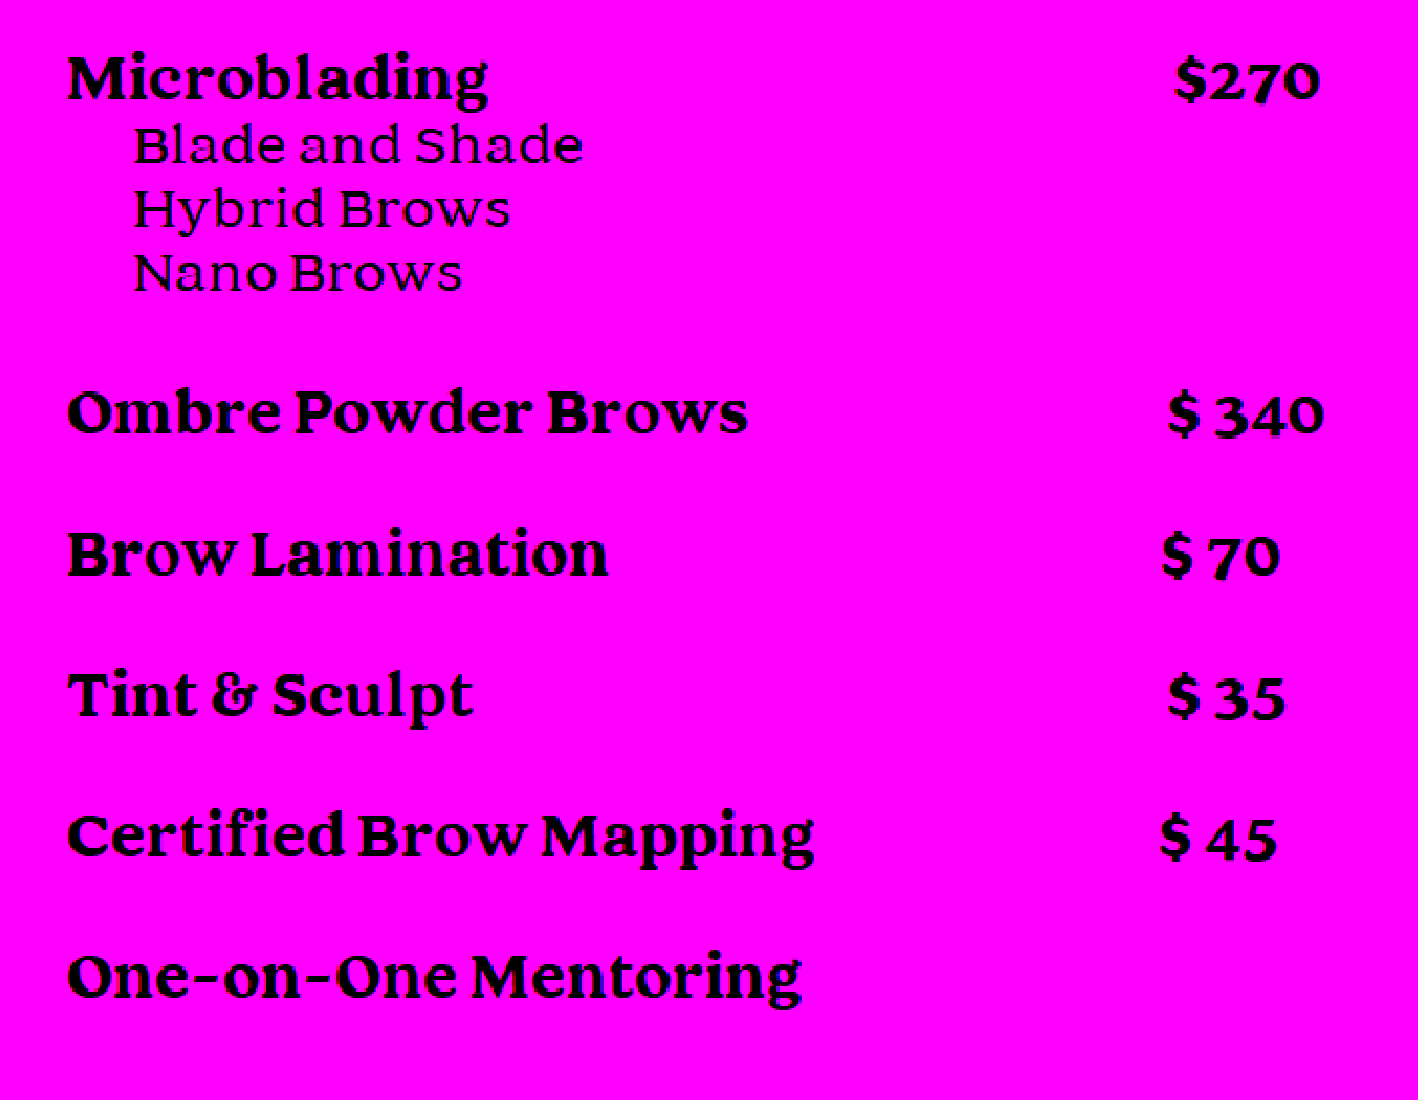 Microblading $270
Blade and Shade
Hybrid Brows
Nano Brows
Ombre Powder Brows $ 340
Brow Lamination $ 70
Tint & Sculpt $ 35
Certified Brow Mapping $ 45
One-on-One Mentoring